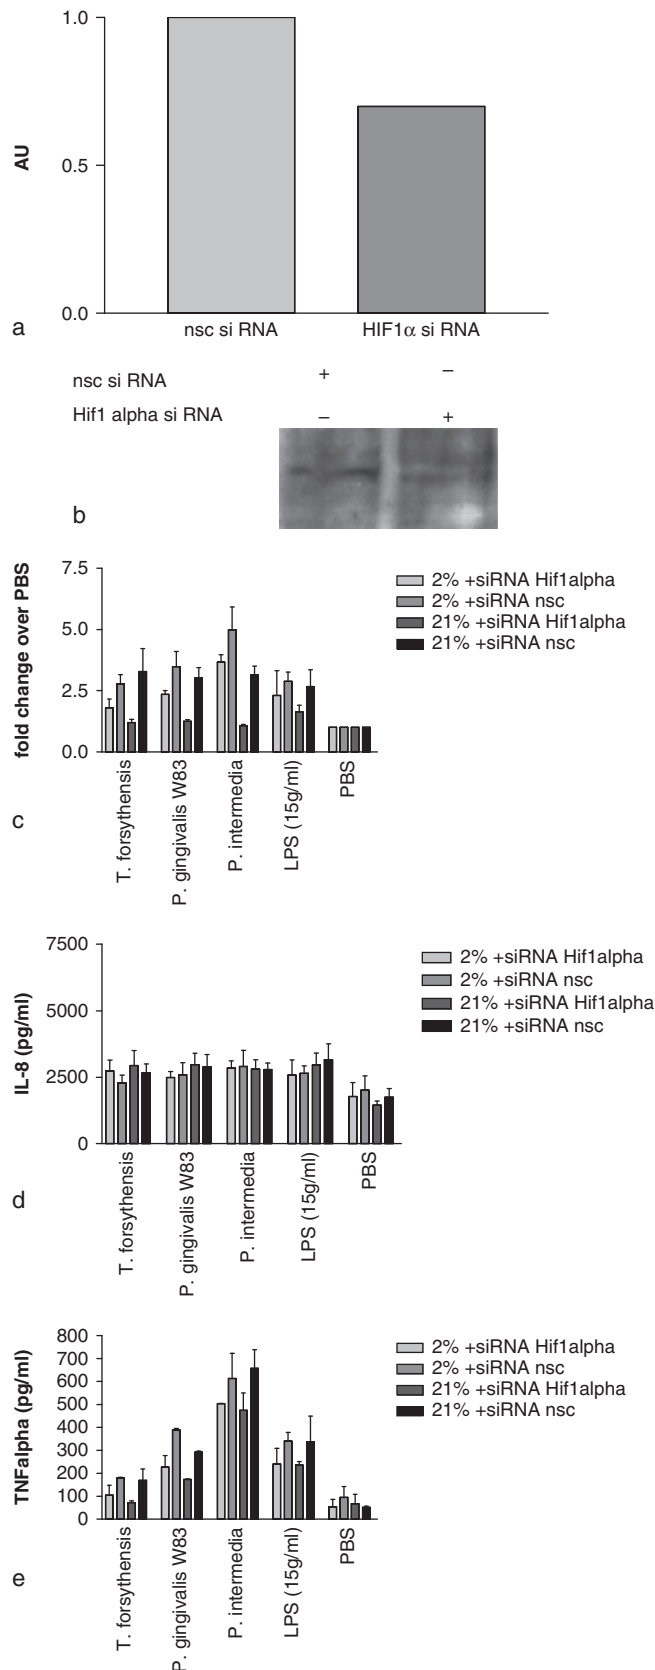 1.0
AU
0.5
0.0
nsc si RNA HIF1α si RNA
a
nsc si RNA + –
Hif1 alpha si RNA – +
b
fold change over PBS
7.5
5.0
2.5
0.0
2% +siRNA Hif1alpha
2% +siRNA nsc
21% +siRNA Hif1alpha
21% +siRNA nsc
T. forsythensis
P. gingivalis W83
P. intermedia
LPS (15g/ml)
PBS
c
IL-8 (pg/ml)
7500
5000
2500
0
2% +siRNA Hif1alpha
2% +siRNA nsc
21% +siRNA Hif1alpha
21% +siRNA nsc
T. forsythensis
P. gingivalis W83
P. intermedia
LPS (15g/ml)
PBS
d
TNFalpha (pg/ml)
800
700
600
500
400
300
200
100
0
2% +siRNA Hif1alpha
2% +siRNA nsc
21% +siRNA Hif1alpha
21% +siRNA nsc
T. forsythensis
P. gingivalis W83
P. intermedia
LPS (15g/ml)
PBS
e